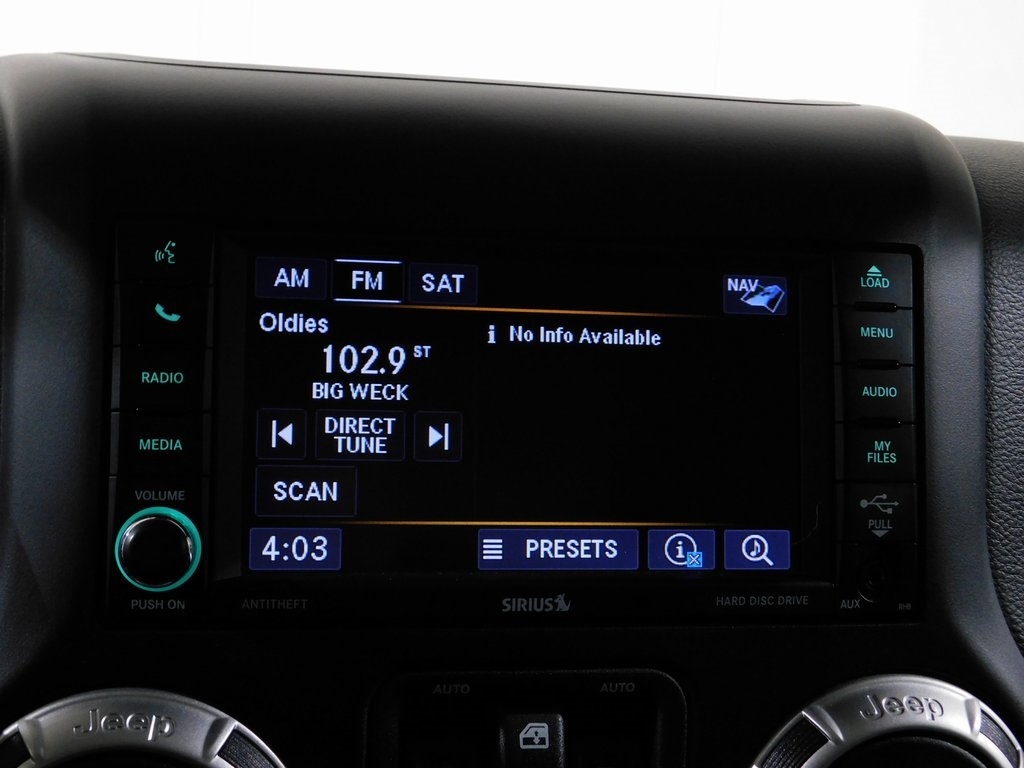 AM FM SAT
NAV
Oldies
102.9 ST
BIG WECK
DIRECT
TUNE
SCAN
i No Info Available
4:03
PRESETS
i
RADIO
MEDIA
VOLUME
PUSH ON
LOAD
MENU
AUDIO
MY
FILES
PULL
ANTITHEFT
SIRIUS
HARD DISC DRIVE
AUX
RHB
AUTO AUTO
Jeep
Jeep